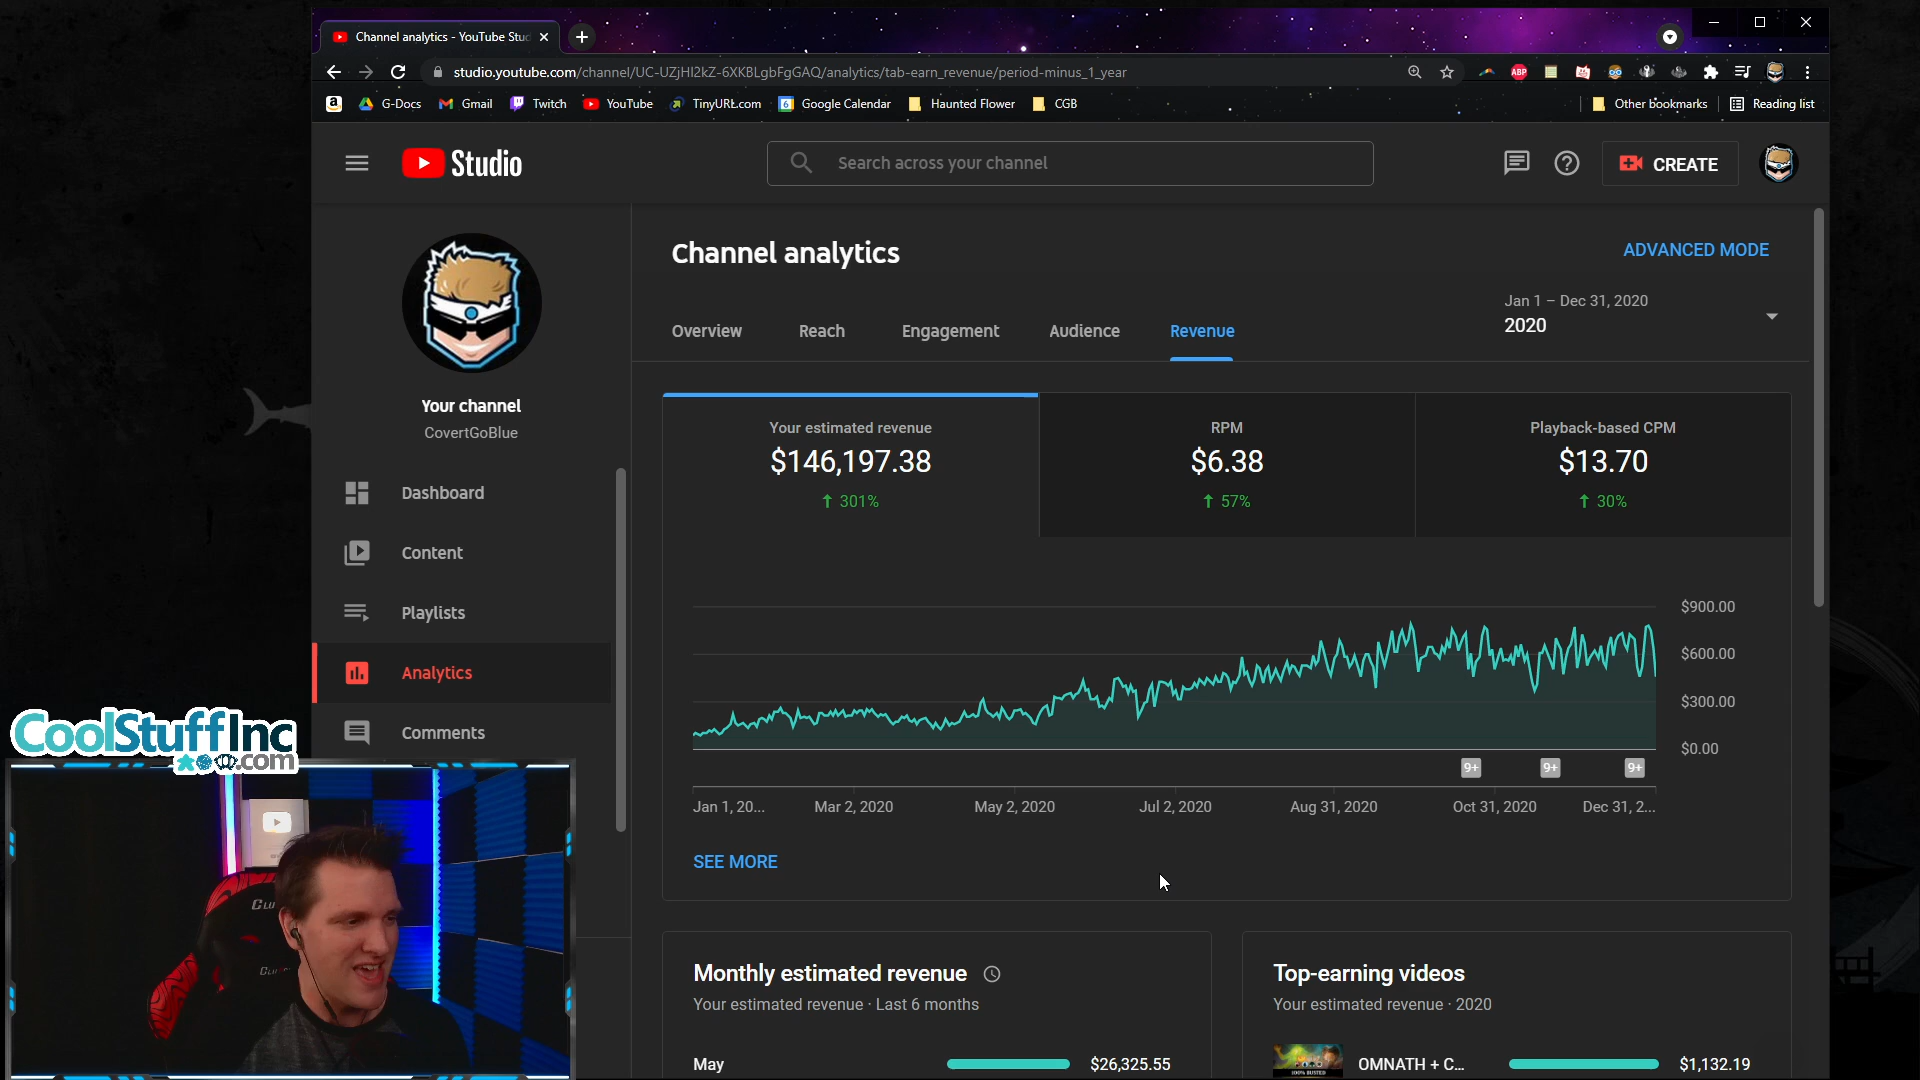 Channel analytics - YouTube Stu
studio.youtube.com/channel/UC-UZjHI2kZ-6XKBLgbFgGAQ/analytics/tab-earn_revenue/period-minus_1_year
ABP
G-Docs
Gmail
Twitch
YouTube
TinyURL.com
6
Google Calendar
Haunted Flower
CGB
Other bookmarks
Reading list
Studio
Search across your channel
CREATE
Your channel
CovertGoBlue
Dashboard
Content
Playlists
Analytics
Comments
Channel analytics
ADVANCED MODE
Jan 1 – Dec 31, 2020
2020
Overview
Reach
Engagement
Audience
Revenue
Your estimated revenue
$146,197.38
301%
RPM
$6.38
57%
Playback-based CPM
$13.70
30%
$900.00
$600.00
$300.00
$0.00
9+
9+
9+
Jan 1, 20...
Mar 2, 2020
May 2, 2020
Jul 2, 2020
Aug 31, 2020
Oct 31, 2020
Dec 31, 2...
SEE MORE
Monthly estimated revenue
Your estimated revenue · Last 6 months
May
$26,325.55
Top-earning videos
Your estimated revenue · 2020
100% BUSTED
OMNATH + C...
$1,132.19
CoolStuffInc
.com